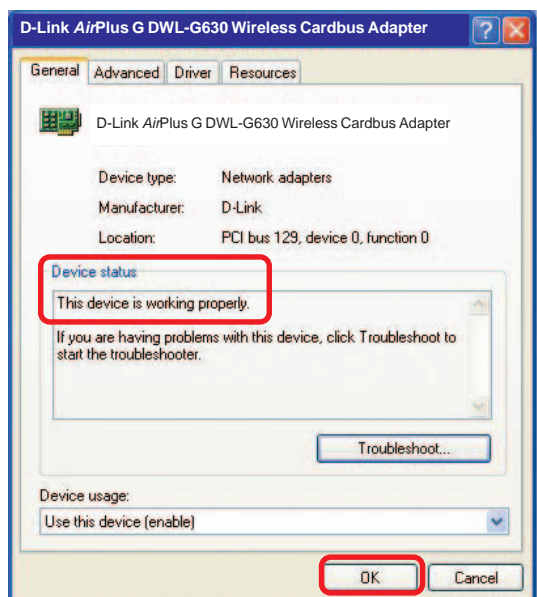 D-Link AirPlus G DWL-G630 Wireless Cardbus Adapter
General Advanced Driver Resources
D-Link AirPlus G DWL-G630 Wireless Cardbus Adapter
Device type: Network adapters
Manufacturer: D-Link
Location: PCI bus 129, device 0, function 0
Device status
This device is working properly.
If you are having problems with this device, click Troubleshoot to
start the troubleshooter.
Troubleshoot...
Device usage:
Use this device (enable)
OK Cancel